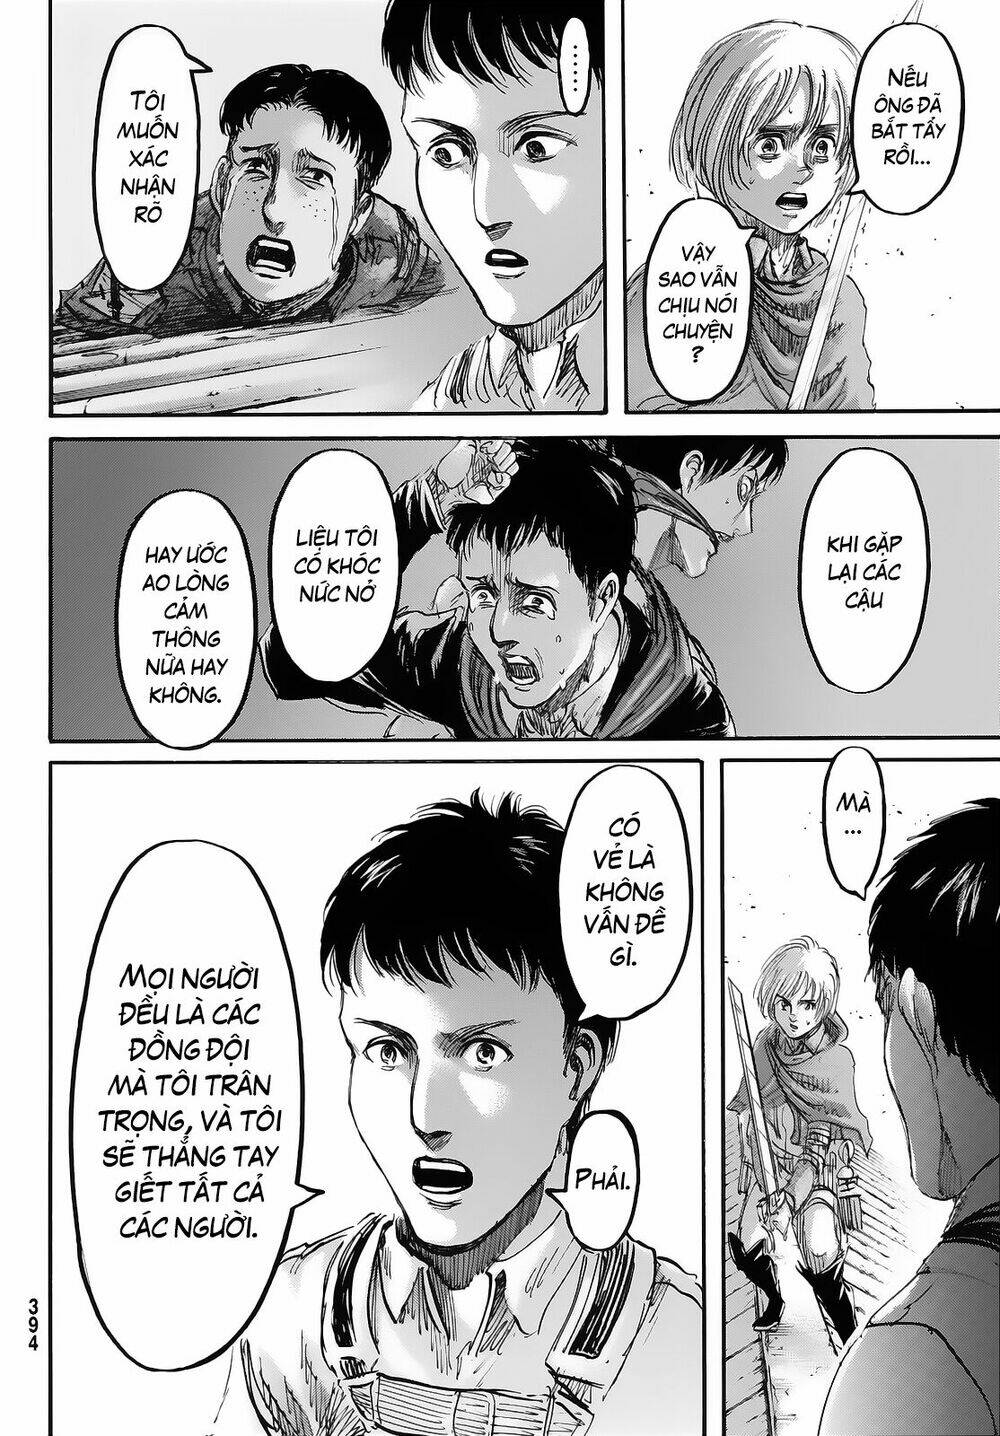 NẾU
ÔNG ĐÃ
BẮT TẨY
RỒI...
VẬY
SAO VẪN
CHỊU NÓI
CHUYỆN
?
........
TÔI
MUỐN
XÁC
NHẬN
RÕ
KHI GẶP
LẠI CÁC
CẬU
LIỆU TÔI
CÓ KHÓC
NỨC NỞ
HAY ƯỚC
AO LÒNG
CẢM
THÔNG
NỮA HAY
KHÔNG.
MÀ
...
CÓ
VẺ LÀ
KHÔNG
VẤN ĐỀ
GÌ.
PHẢI.
MỌI NGƯỜI
ĐỀU LÀ CÁC
ĐỒNG ĐỘI
MÀ TÔI TRÂN
TRỌNG, VÀ TÔI
SẼ THẲNG TAY
GIẾT TẤT CẢ
CÁC NGƯỜI.
394